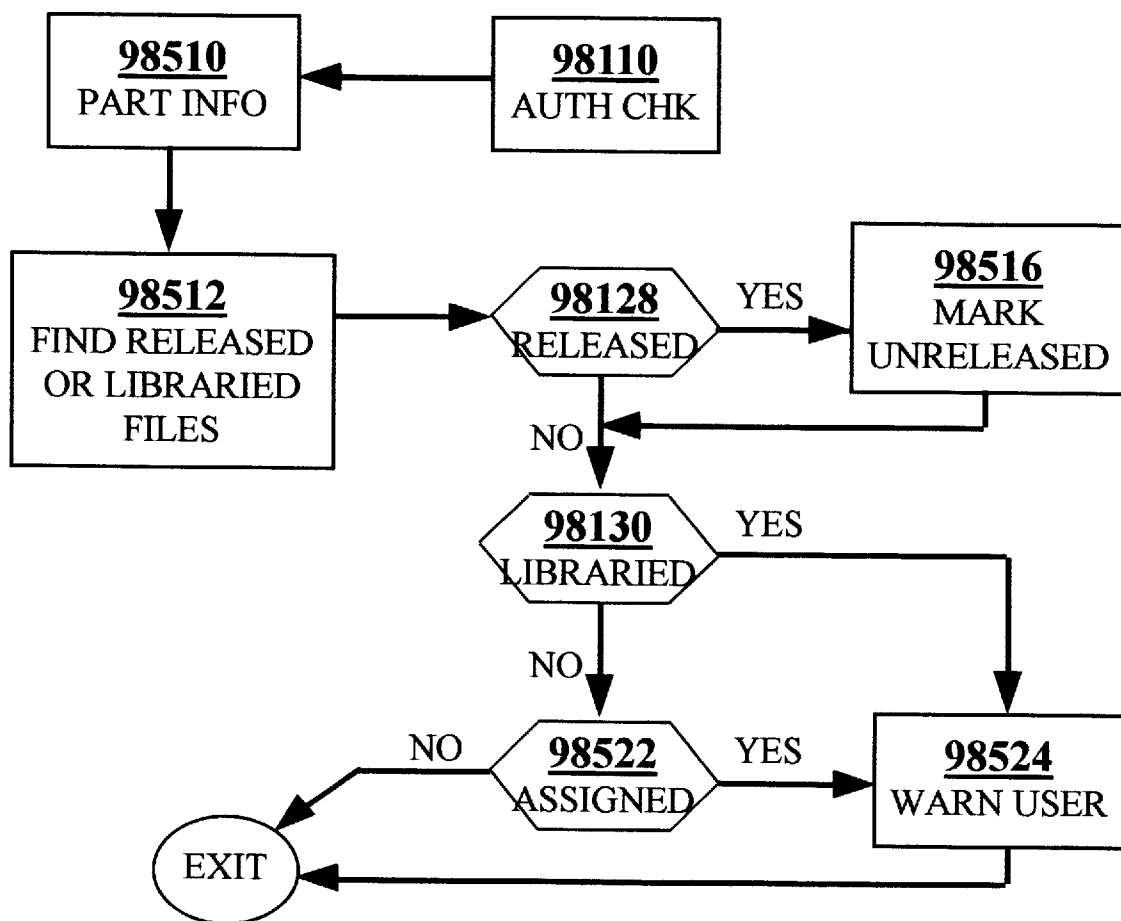 98510
PART INFO
98110
AUTH CHK
98512
FIND RELEASED
OR LIBRARIED
FILES
98128
RELEASED
YES
98516
MARK
UNRELEASED
NO
98130
LIBRARIED
YES
NO
98522
ASSIGNED
NO
YES
98524
WARN USER
EXIT